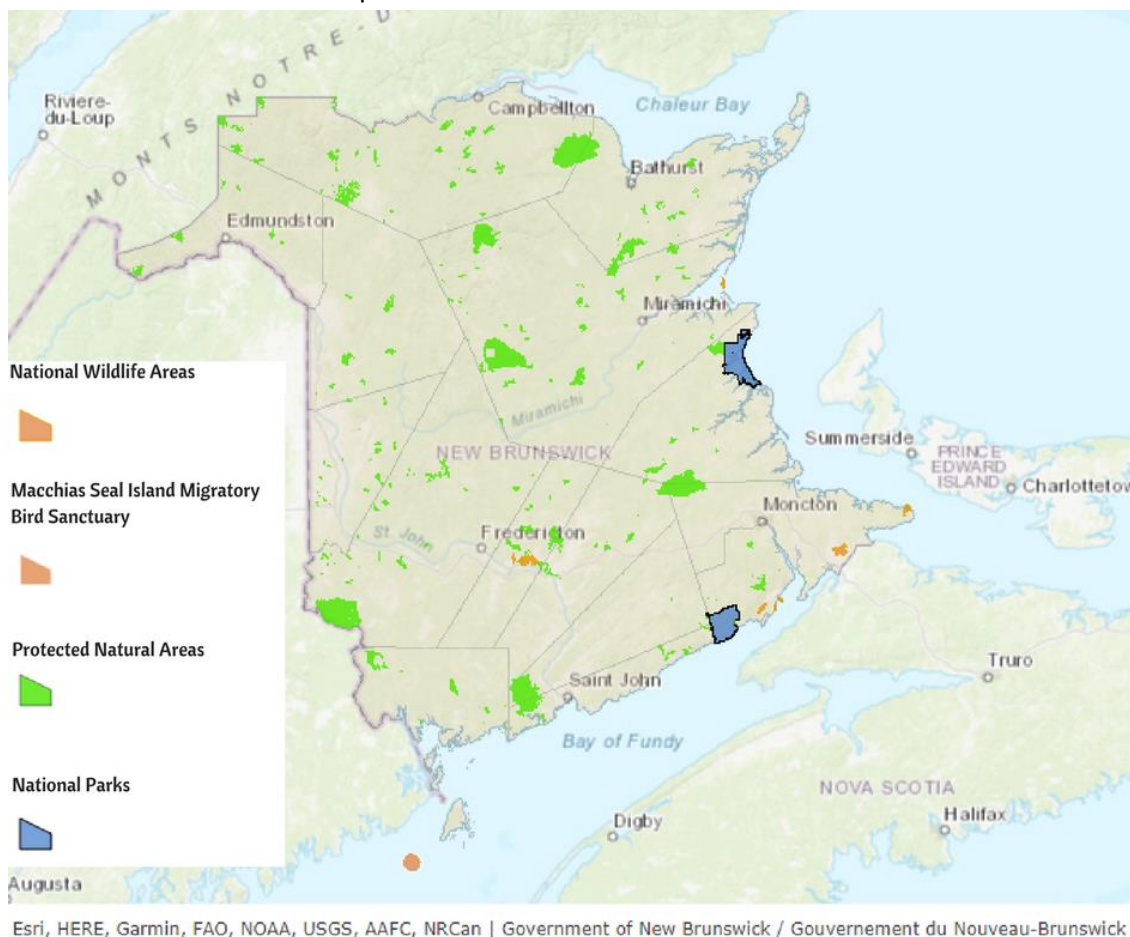 MONTS NOTRE-D
Riviere-
du-Loup
Campbellton
Chaleur Bay
Bathurst
Edmundston
Miramichi
National Wildlife Areas
Miramichi
NEW BRUNSWICK
Summerside
PRINCE
EDWARD
ISLAND
Charlottetow
Macchias Seal Island Migratory
Bird Sanctuary
Moncton
St. John
Fredericton
Protected Natural Areas
Truro
Saint John
Bay of Fundy
National Parks
NOVA SCOTIA
Digby
Halifax
Augusta
Esri, HERE, Garmin, FAO, NOAA, USGS, AAFC, NRCan | Government of New Brunswick / Gouvernement du Nouveau-Brunswick